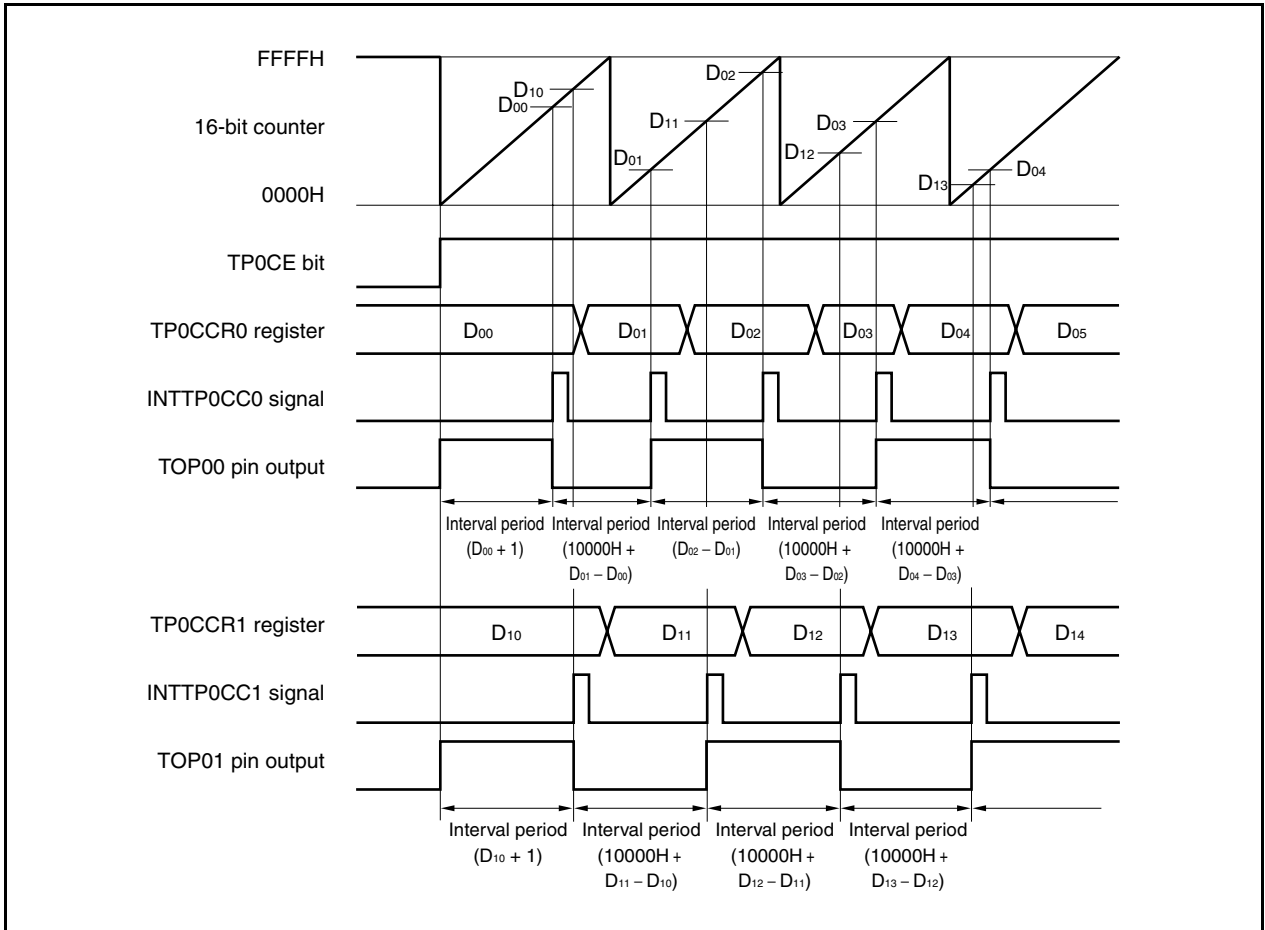 FFFFH
16-bit counter
0000H
D10
D00
D01
D11
D02
D12
D03
D13
D04
TP0CE bit
TP0CCR0 register
D00
D01
D02
D03
D04
D05
INTTP0CC0 signal
TOP00 pin output
Interval period
(D00 + 1)
Interval period
(10000H +
D01 – D00)
Interval period
(D02 – D01)
Interval period
(10000H +
D03 – D02)
Interval period
(10000H +
D04 – D03)
TP0CCR1 register
D10
D11
D12
D13
D14
INTTP0CC1 signal
TOP01 pin output
Interval period
(D10 + 1)
Interval period
(10000H +
D11 – D10)
Interval period
(10000H +
D12 – D11)
Interval period
(10000H +
D13 – D12)